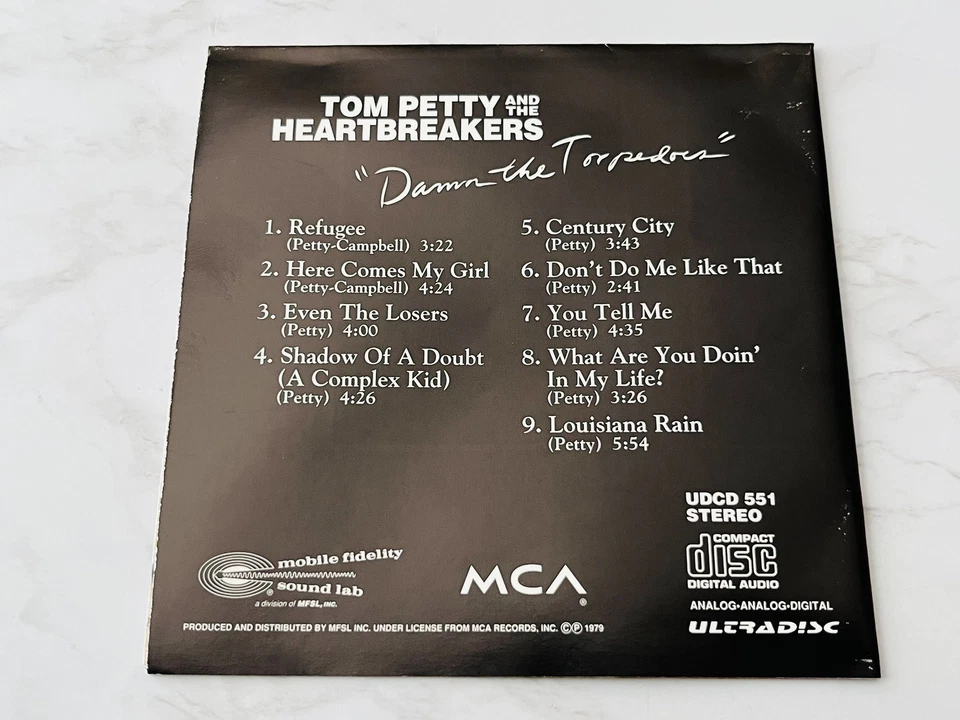 TOM PETTY AND THE
HEARTBREAKERS
"Damn the Torpedoes"
1. Refugee
(Petty-Campbell) 3:22
2. Here Comes My Girl
(Petty-Campbell) 4:24
3. Even The Losers
(Petty) 4:00
4. Shadow Of A Doubt
(A Complex Kid)
(Petty) 4:26
5. Century City
(Petty) 3:43
6. Don't Do Me Like That
(Petty) 2:41
7. You Tell Me
(Petty) 4:35
8. What Are You Doin'
In My Life?
(Petty) 3:26
9. Louisiana Rain
(Petty) 5:54
UDCD 551
STEREO
COMPACT
disc
DIGITAL AUDIO
ANALOG•ANALOG•DIGITAL
ULTRADISC
mobile fidelity
sound lab
®
a division of MFSL, INC.
MCA
®
PRODUCED AND DISTRIBUTED BY MFSL INC. UNDER LICENSE FROM MCA RECORDS, INC. ©℗ 1979